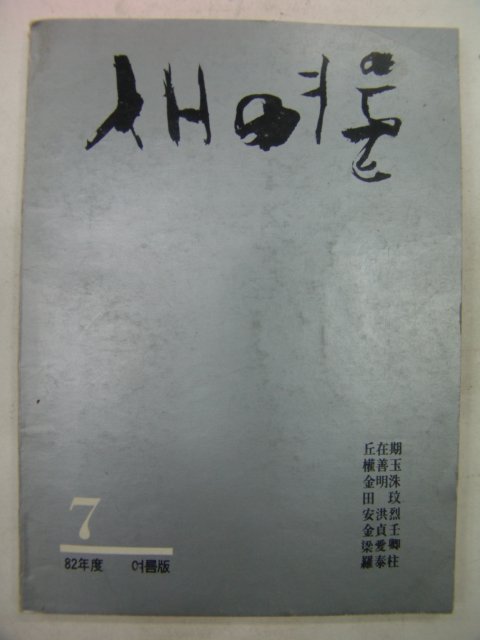 새여울
丘在期
權善玉
金明洙
田玟
安洪烈
金貞壬
梁愛卿
羅泰柱
7
82年度 여름版